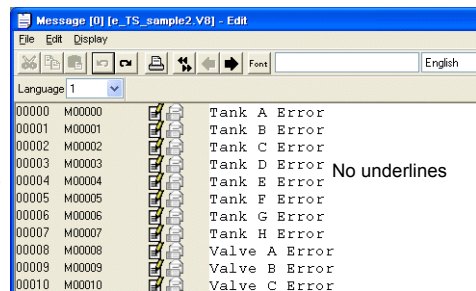 Message [0] [e_TS_sample2.V8] - Edit
File Edit Display
Font English
Language 1
00000 M00000 Tank A Error
00001 M00001 Tank B Error
00002 M00002 Tank C Error
00003 M00003 Tank D Error
No underlines
00004 M00004 Tank E Error
00005 M00005 Tank F Error
00006 M00006 Tank G Error
00007 M00007 Tank H Error
00008 M00008 Valve A Error
00009 M00009 Valve B Error
00010 M00010 Valve C Error